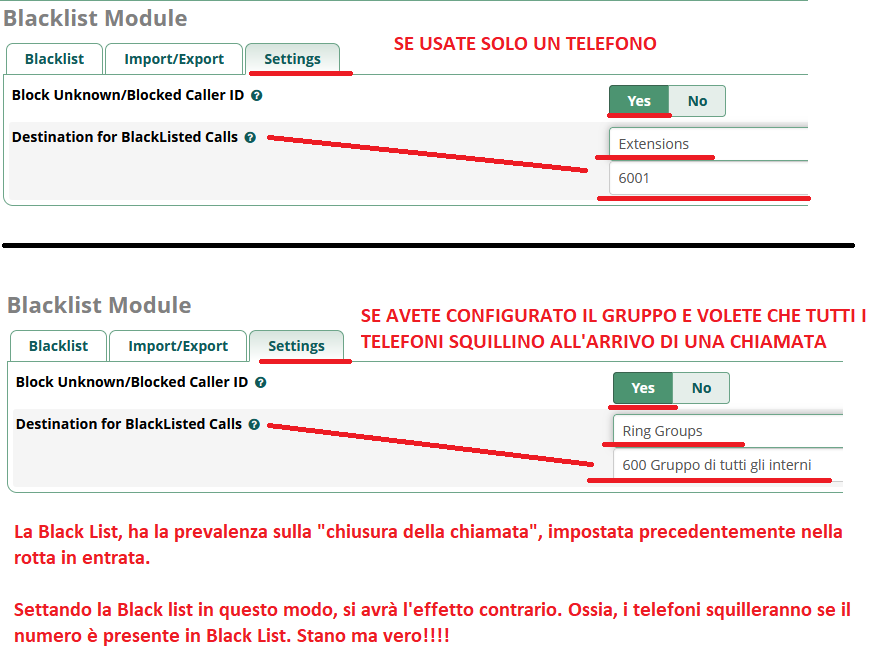 Blacklist Module
SE USATE SOLO UN TELEFONO
Blacklist Import/Export Settings
Block Unknown/Blocked Caller ID ? Yes No
Destination for BlackListed Calls ? Extensions
6001
Blacklist Module
SE AVETE CONFIGURATO IL GRUPPO E VOLETE CHE TUTTI I
TELEFONI SQUILLINO ALL'ARRIVO DI UNA CHIAMATA
Blacklist Import/Export Settings
Block Unknown/Blocked Caller ID ? Yes No
Destination for BlackListed Calls ? Ring Groups
600 Gruppo di tutti gli interni
La Black List, ha la prevalenza sulla "chiusura della chiamata", impostata precedentemente nella
rotta in entrata.
Settando la Black list in questo modo, si avrà l'effetto contrario. Ossia, i telefoni squilleranno se il
numero è presente in Black List. Stano ma vero!!!!